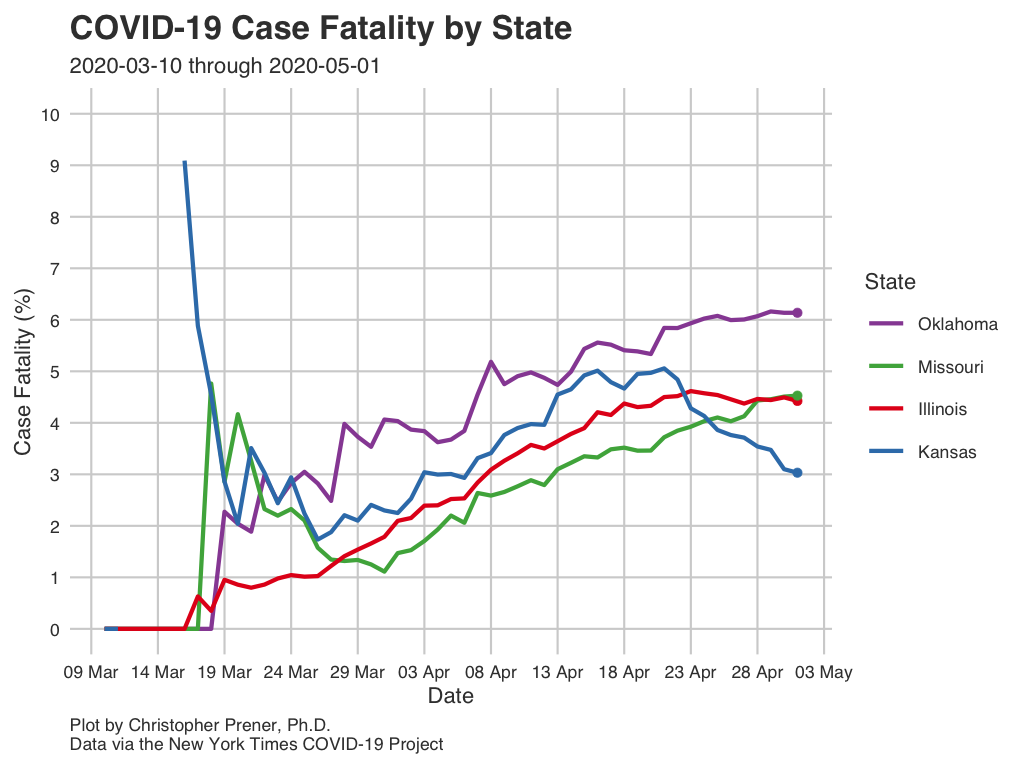 COVID-19 Case Fatality by State
2020-03-10 through 2020-05-01
Case Fatality (%)
10
9
8
7
6
5
4
3
2
1
0
09 Mar 14 Mar 19 Mar 24 Mar 29 Mar 03 Apr 08 Apr 13 Apr 18 Apr 23 Apr 28 Apr 03 May
Date
State
Oklahoma
Missouri
Illinois
Kansas
Plot by Christopher Prener, Ph.D.
Data via the New York Times COVID-19 Project